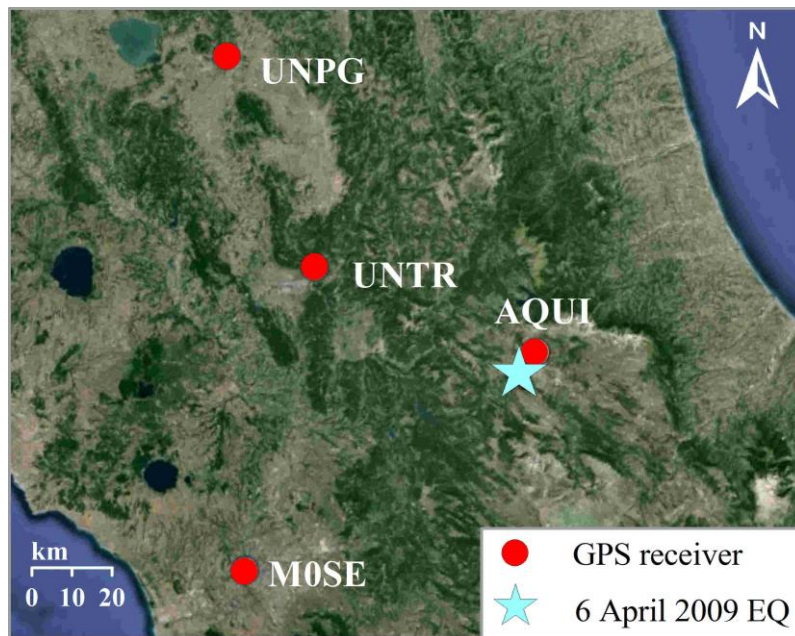 UNPG
N
UNTR
AQUI
M0SE
km
0 10 20
GPS receiver
6 April 2009 EQ